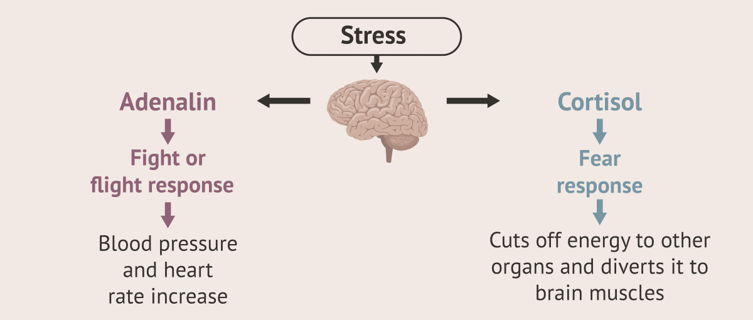 Stress
Adenalin
Fight or
flight response
Blood pressure
and heart
rate increase
Cortisol
Fear
response
Cuts off energy to other
organs and diverts it to
brain muscles